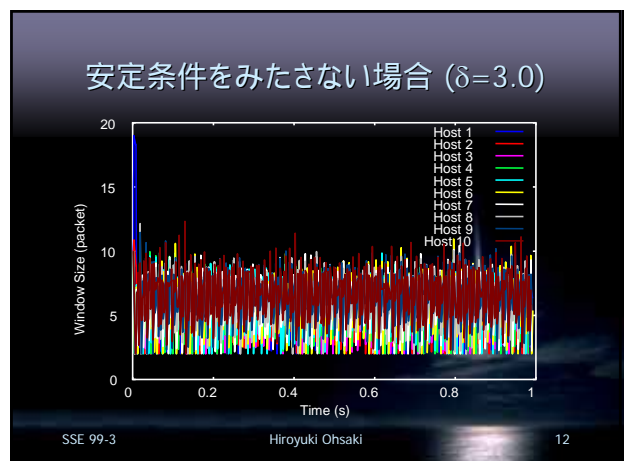 安定条件をみたさない場合 (δ=3.0)
20
15
10
5
0
Window Size (packet)
Host 1
Host 2
Host 3
Host 4
Host 5
Host 6
Host 7
Host 8
Host 9
Host 10
0 0.2 0.4 0.6 0.8 1
Time (s)
SSE 99-3 Hiroyuki Ohsaki 12